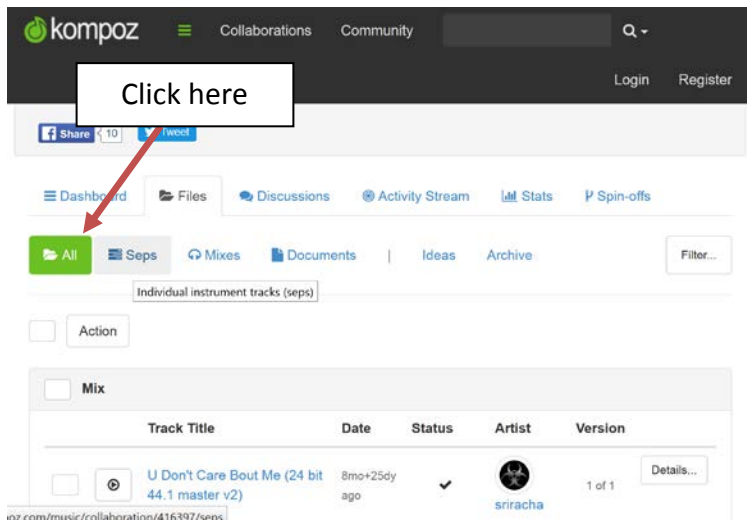 kompoz Collaborations Community
Login Register
Click here
Share 10 Tweet
Dashboard Files Discussions Activity Stream Stats Spin-offs
All Seps Mixes Documents | Ideas Archive Filter...
Individual instrument tracks (seps)
Action
Mix
Track Title Date Status Artist Version
U Don't Care Bout Me (24 bit 8mo+25dy Details...
44.1 master v2) ago sriracha 1 of 1
oz.com/music/collaboration/416397/seps